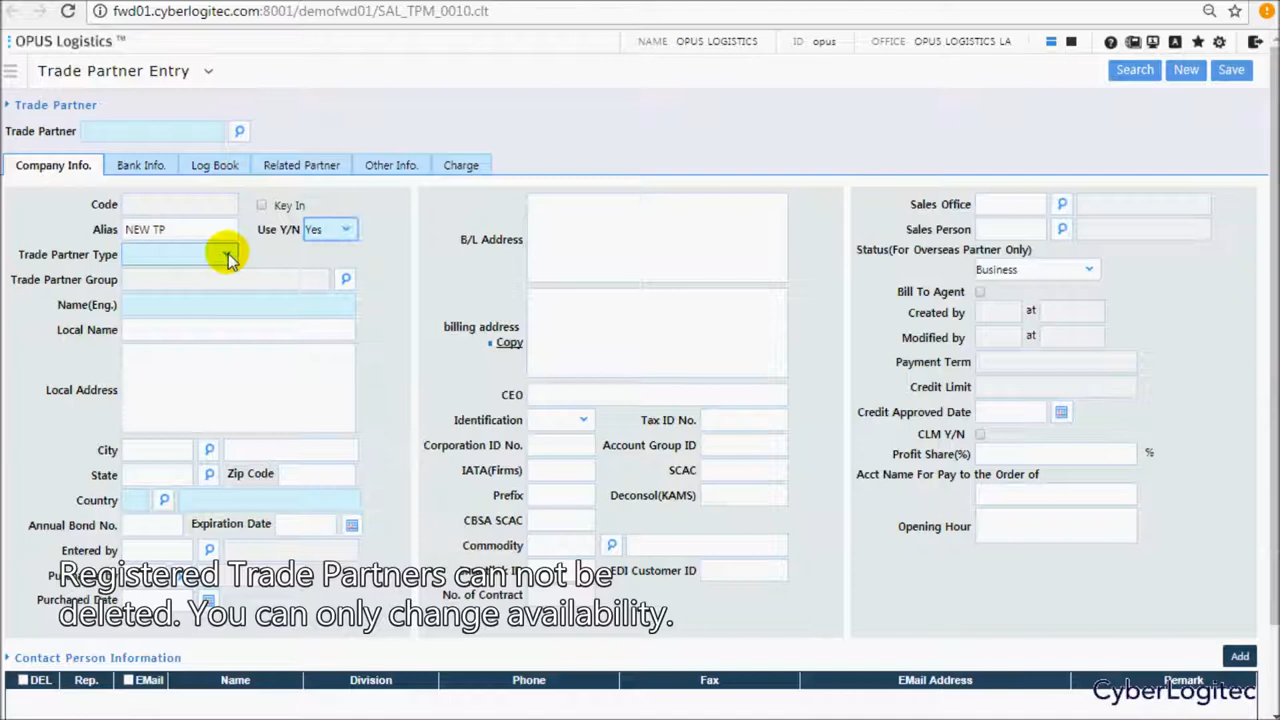 fwd01.cyberlogitec.com:8001/demofwd01/SAL_TPM_0010.clt
OPUS Logistics ™
NAME OPUS LOGISTICS
ID opus
OFFICE OPUS LOGISTICS LA
Trade Partner Entry
Search New Save
Trade Partner
Trade Partner
Company Info. Bank Info. Log Book Related Partner Other Info. Charge
Code
Key In
Alias NEW TP
Use Y/N Yes
Trade Partner Type
Trade Partner Group
Name(Eng.)
Local Name
Local Address
City
State
Zip Code
Country
Annual Bond No.
Expiration Date
Entered by
Purchased Date
B/L Address
billing address
Copy
CEO
Identification
Tax ID No.
Corporation ID No.
Account Group ID
IATA(Firms)
SCAC
Prefix
Deconsol(KAMS)
CBSA SCAC
Commodity
EDI Customer ID
No. of Contract
Sales Office
Sales Person
Status(For Overseas Partner Only)
Business
Bill To Agent
Created by at
Modified by at
Payment Term
Credit Limit
Credit Approved Date
CLM Y/N
Profit Share(%) %
Acct Name For Pay to the Order of
Opening Hour
Registered Trade Partners can not be
deleted. You can only change availability.
Contact Person Information
Add
DEL Rep. EMail Name Division Phone Fax EMail Address Remark
CyberLogitec